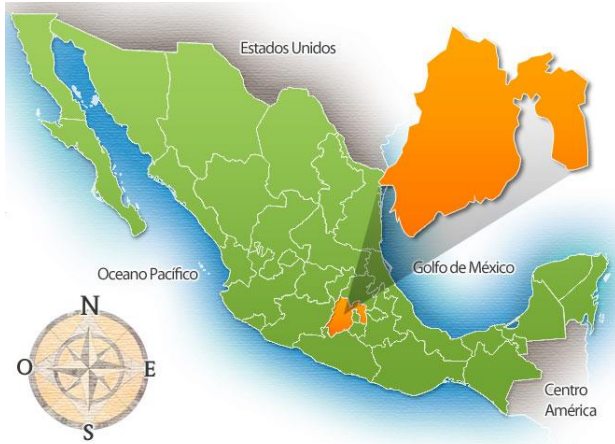 Estados Unidos
Oceano Pacífico
Golfo de México
N
O
E
S
Centro
América